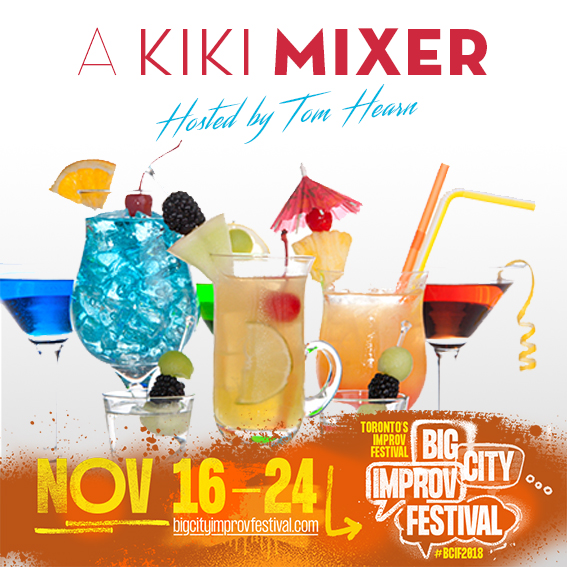 A KIKI MIXER
Hosted by Tom Hearn
NOV 16-24
bigcityimprovfestival.com
TORONTO'S
IMPROV
FESTIVAL
BIG
CITY ...
IMPROV
FESTIVAL
#BCIF2018